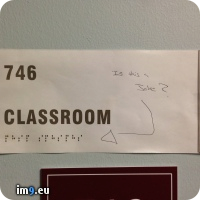 746
Is this a
Joke?
CLASSROOM
im9.eu